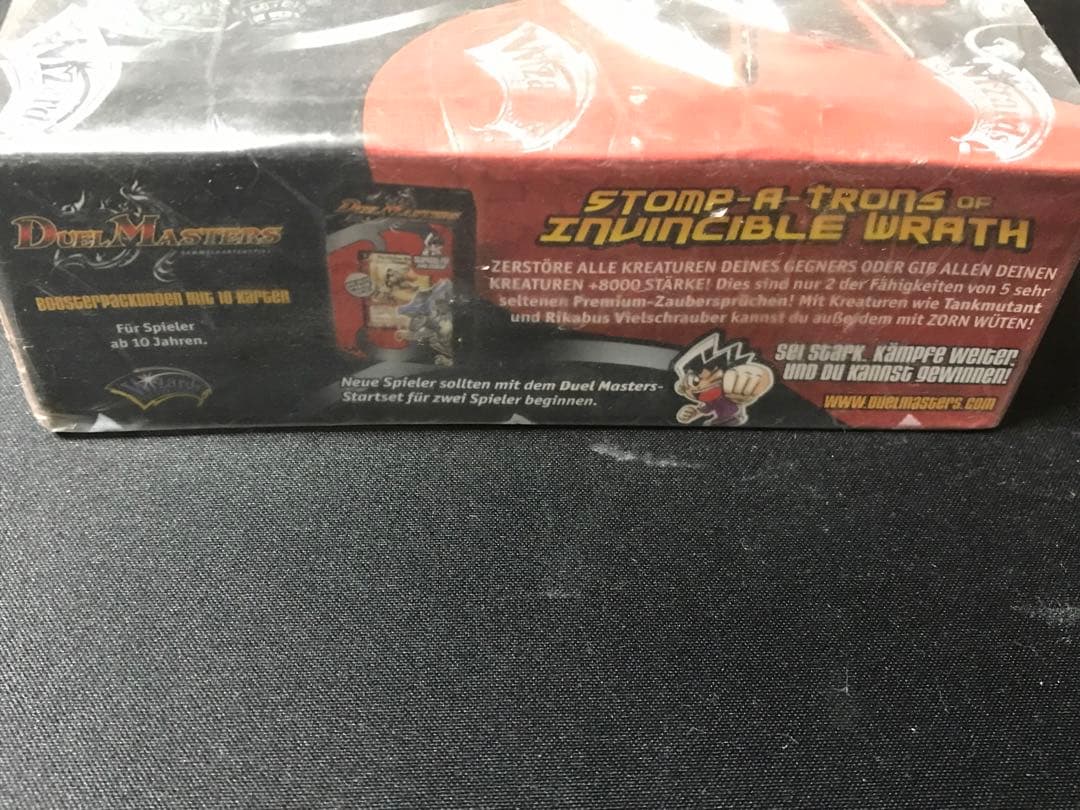 DUEL MASTERS
SAMMELKARTENSPIEL
Boosterpackungen mit 10 Karten
Für Spieler
ab 10 Jahren.
Wizards
DUEL MASTERS
STOMP-A-TRONS OF
INVINCIBLE WRATH
ZERSTÖRE ALLE KREATUREN DEINES GEGNERS ODER GIB ALLEN DEINEN
KREATUREN +8000 STÄRKE! Dies sind nur 2 der Fähigkeiten von 5 sehr
seltenen Premium-Zaubersprüchen! Mit Kreaturen wie Tankmutant
und Rikabus Vielschrauber kannst du außerdem mit ZORN WÜTEN!
Neue Spieler sollten mit dem Duel Masters-
Startset für zwei Spieler beginnen.
Sei stark. Kämpfe weiter.
Und du kannst gewinnen!
www.duelmasters.com